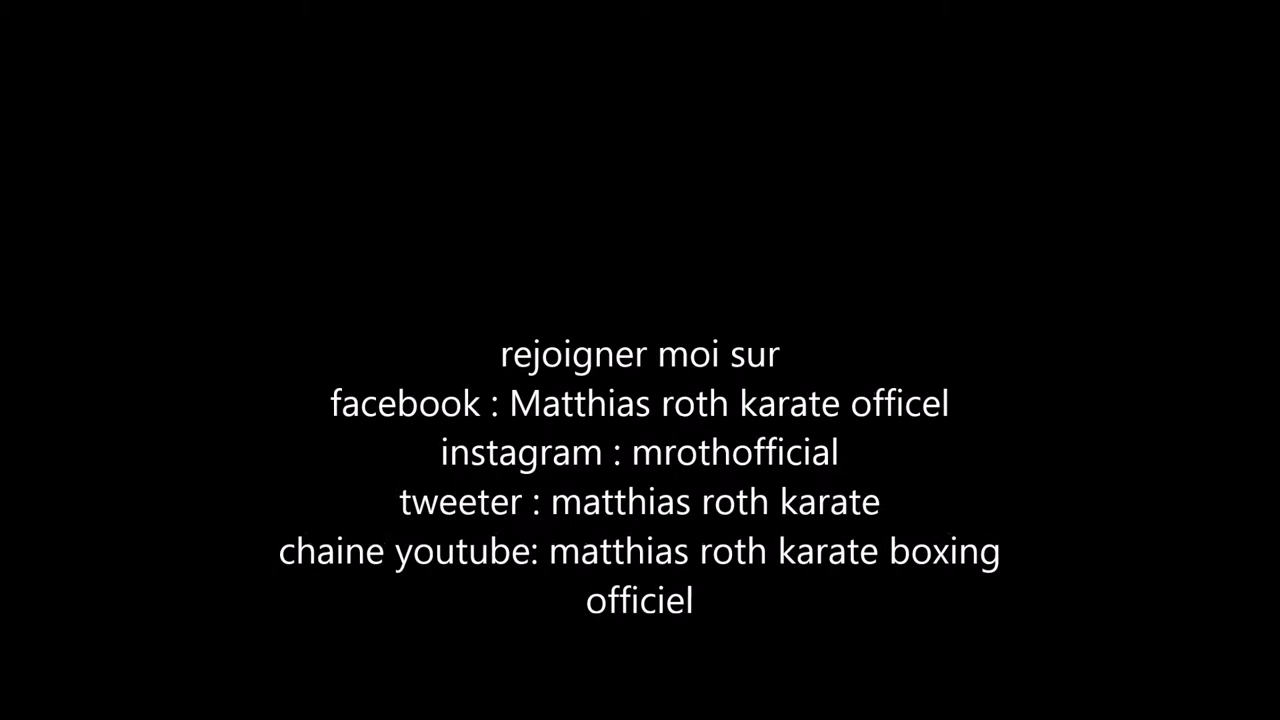 rejoigner moi sur
facebook : Matthias roth karate officel
instagram : mrothofficial
tweeter : matthias roth karate
chaine youtube: matthias roth karate boxing
officiel